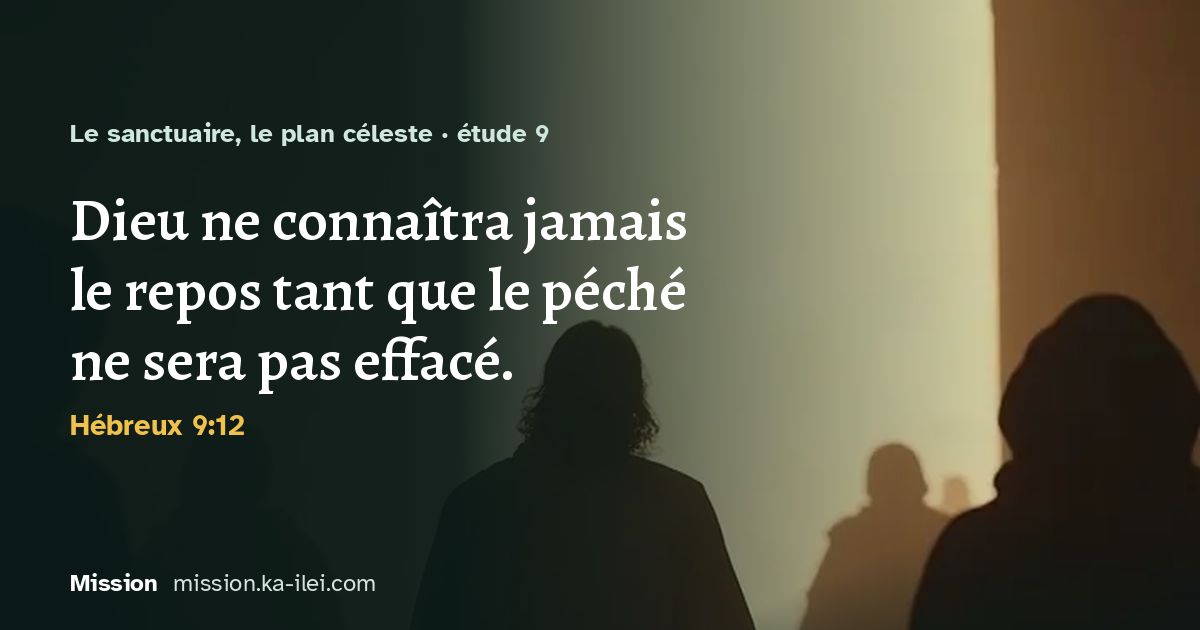 Le sanctuaire, le plan céleste · étude 9
Dieu ne connaîtra jamais
le repos tant que le péché
ne sera pas effacé.
Hébreux 9:12
Mission mission.ka-ilei.com